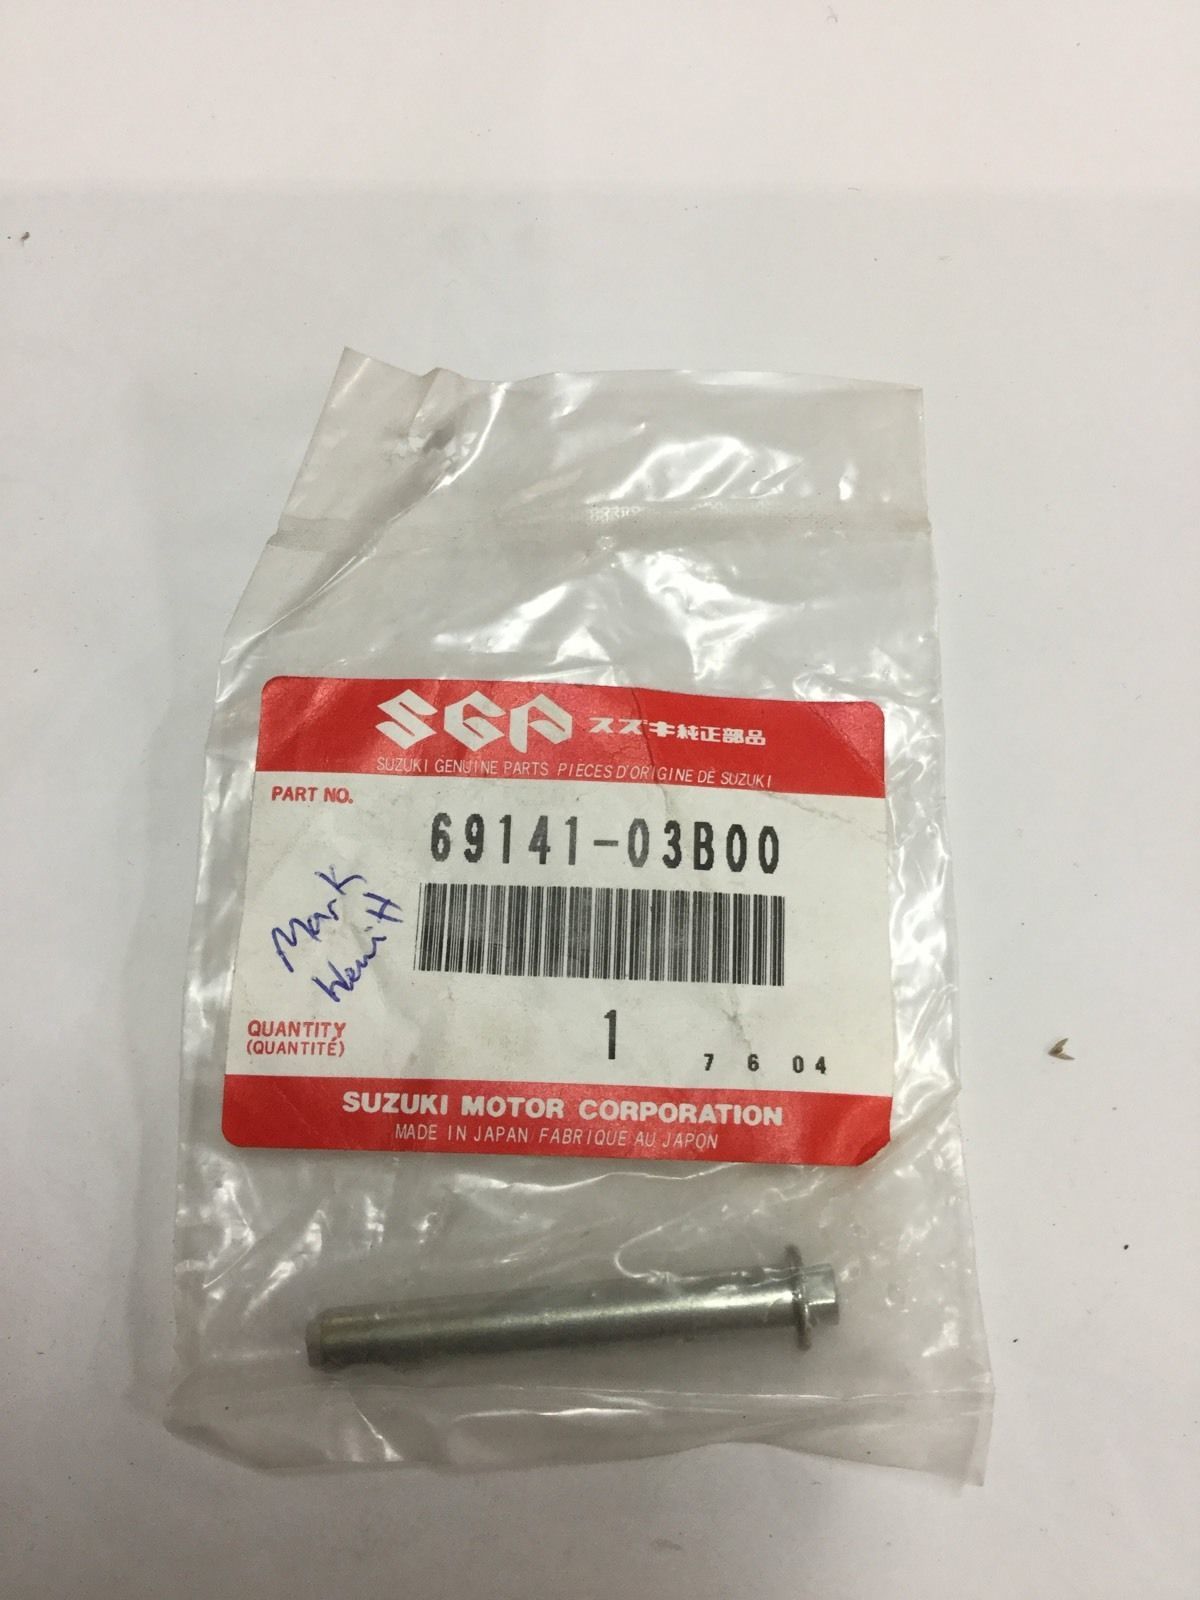 SGP スズキ純正部品
SUZUKI GENUINE PARTS PIECES D'ORIGINE DE SUZUKI
PART NO.
69141-03B00
Mark
QUANTITY
(QUANTITÉ)
1
7 6 04
SUZUKI MOTOR CORPORATION
MADE IN JAPAN FABRIQUE AU JAPON